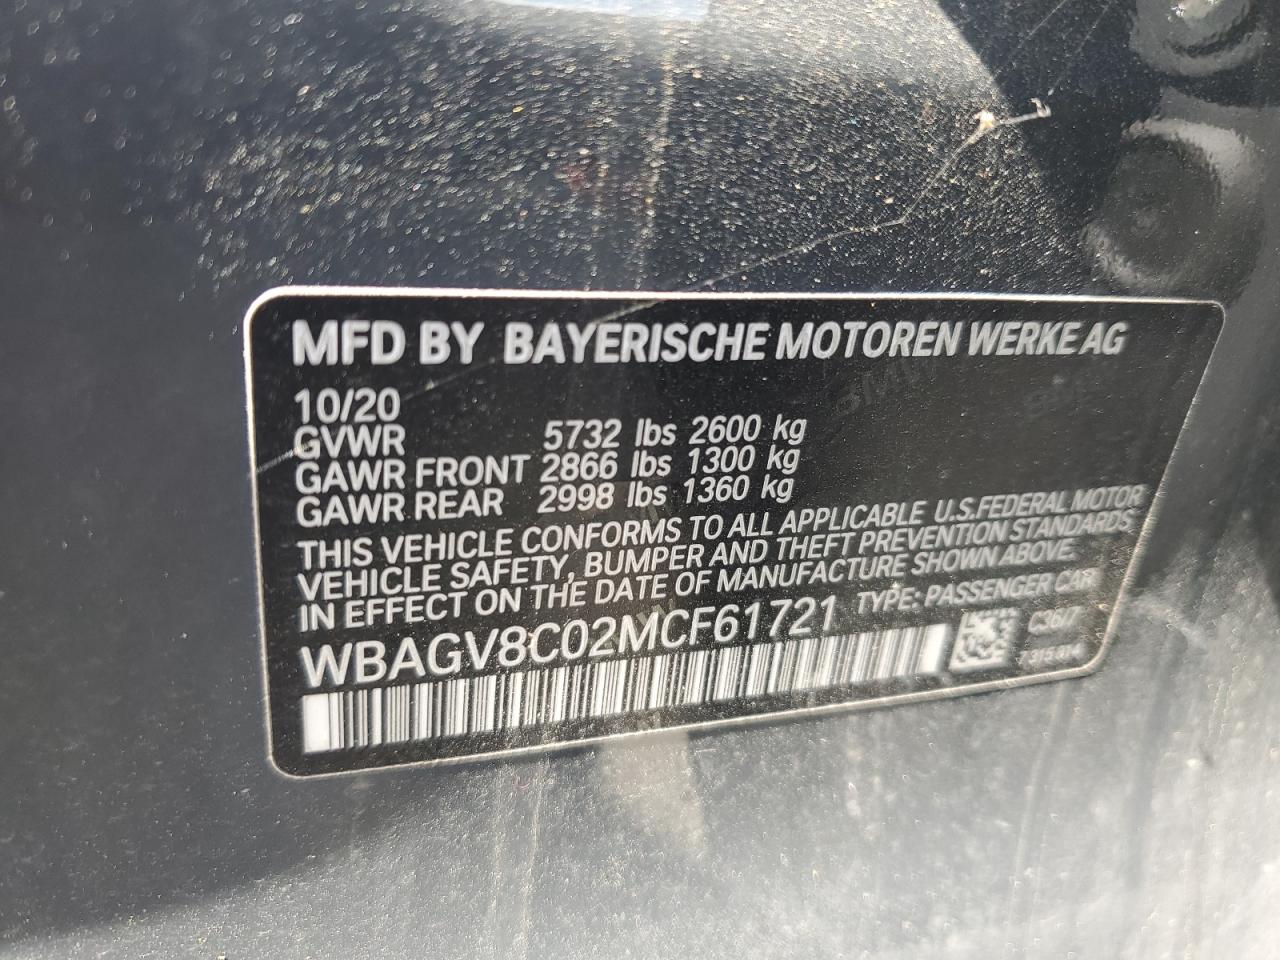 MFD BY BAYERISCHE MOTOREN WERKE AG
10/20
GVWR 5732 lbs 2600 kg
GAWR FRONT 2866 lbs 1300 kg
GAWR REAR 2998 lbs 1360 kg
THIS VEHICLE CONFORMS TO ALL APPLICABLE U.S.FEDERAL MOTOR
VEHICLE SAFETY, BUMPER AND THEFT PREVENTION STANDARDS
IN EFFECT ON THE DATE OF MANUFACTURE SHOWN ABOVE.
WBAGV8C02MCF61721 TYPE: PASSENGER CAR
C36/7